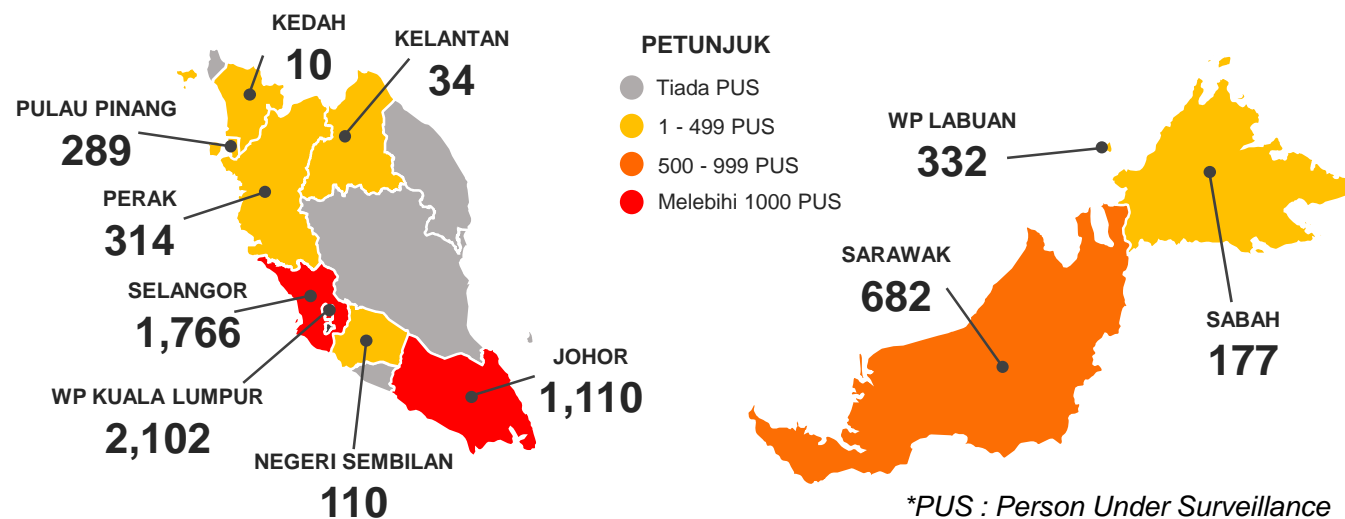 KEDAH
10
KELANTAN
34
PULAU PINANG
289
PERAK
314
SELANGOR
1,766
WP KUALA LUMPUR
2,102
NEGERI SEMBILAN
110
JOHOR
1,110
PETUNJUK
Tiada PUS
1 - 499 PUS
500 - 999 PUS
Melebihi 1000 PUS
WP LABUAN
332
SARAWAK
682
SABAH
177
*PUS : Person Under Surveillance